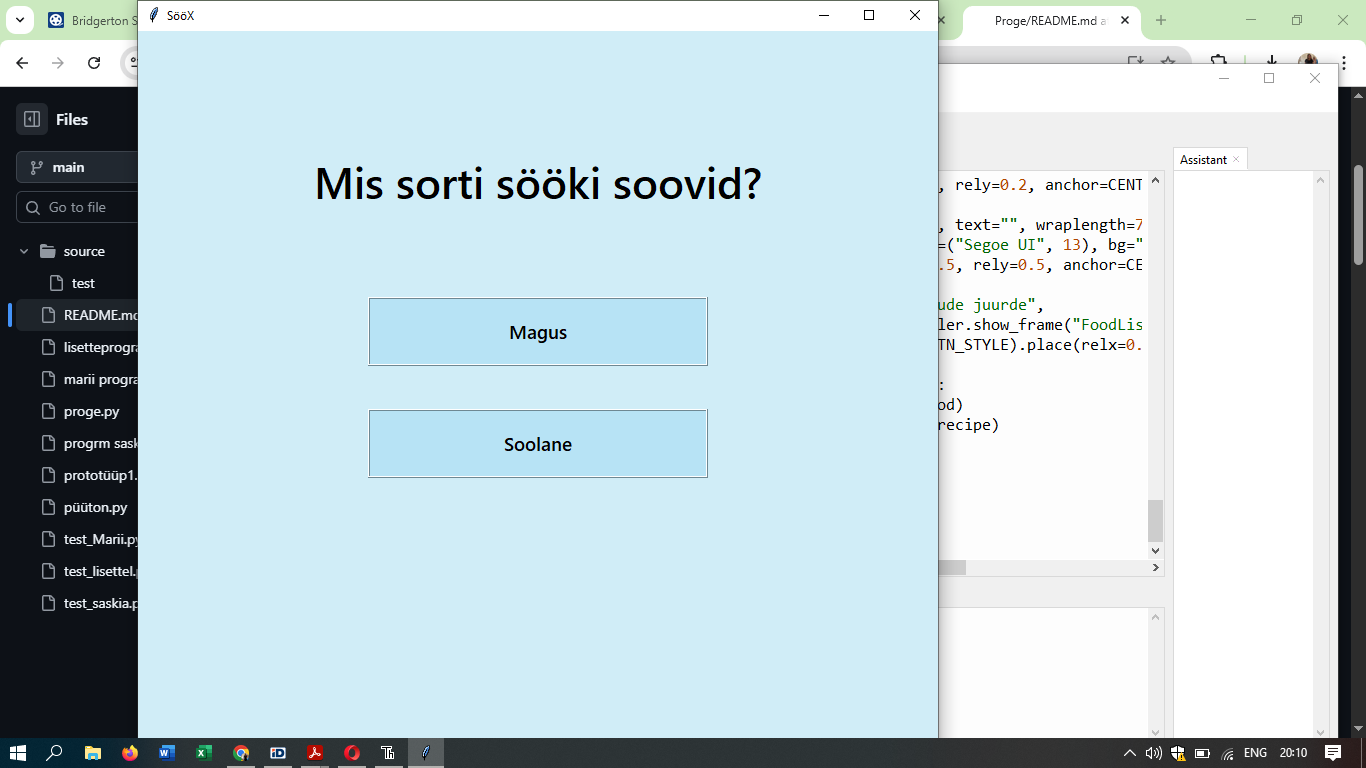 Bridgerton S
SööX
Proge/README.md a
Files
main
Go to file
source
test
README.md
lisetteprogra
marii progra
proge.py
progrm sask
prototüüp1.
püüton.py
test_Marii.py
test_lisettel.
test_saskia.p
Mis sorti sööki soovid?
Magus
Soolane
Assistant
, rely=0.2, anchor=CENT
, text="", wraplength=7
=("Segoe UI", 13), bg="
.5, rely=0.5, anchor=CE
ude juurde",
ler.show_frame("FoodLis
TN_STYLE).place(relx=0.
:
od)
recipe)
ENG
20:10